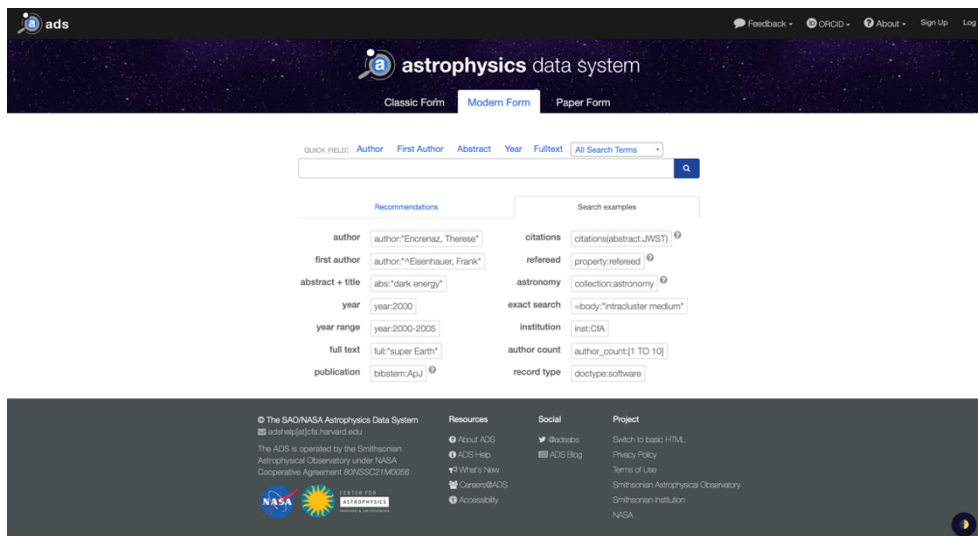 ads
Feedback
ORCID
About
Sign Up
Log
a astrophysics data system
Classic Form
Modern Form
Paper Form
QUICK FIELD: Author First Author Abstract Year Fulltext All Search Terms
Recommendations
Search examples
author author:"Encrenaz, Therese"
first author author:"^Eisenhauer, Frank"
abstract + title abs:"dark energy"
year year:2000
year range year:2000-2005
full text full:"super Earth"
publication bibstem:ApJ
citations citations(abstract:JWST)
refereed property:refereed
astronomy collection:astronomy
exact search =body:"intracluster medium"
institution inst:CfA
author count author_count:[1 TO 10]
record type doctype:software
© The SAO/NASA Astrophysics Data System
adshelp[at]cfa.harvard.edu
The ADS is operated by the Smithsonian
Astrophysical Observatory under NASA
Cooperative Agreement 80NSSC21M0056
NASA
CENTER FOR
ASTROPHYSICS
HARVARD & SMITHSONIAN
Resources
About ADS
ADS Help
What's New
Careers@ADS
Accessibility
Social
@adsabs
ADS Blog
Project
Switch to basic HTML
Privacy Policy
Terms of Use
Smithsonian Astrophysical Observatory
Smithsonian Institution
NASA